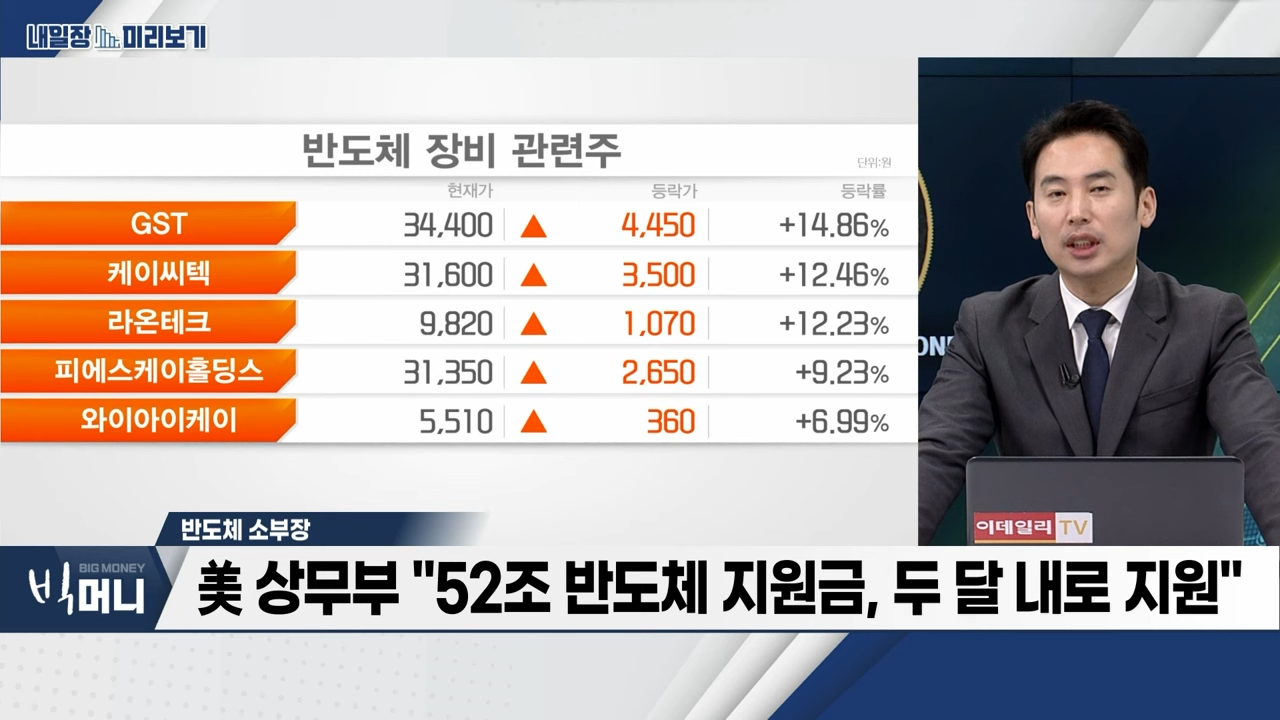 내일장 미리보기
반도체 장비 관련주
단위:원
현재가 등락가 등락률
GST 34,400 ▲ 4,450 +14.86%
케이씨텍 31,600 ▲ 3,500 +12.46%
라온테크 9,820 ▲ 1,070 +12.23%
피에스케이홀딩스 31,350 ▲ 2,650 +9.23%
와이아이케이 5,510 ▲ 360 +6.99%
이데일리 TV
반도체 소부장
BIG MONEY
빅머니
美 상무부 "52조 반도체 지원금, 두 달 내로 지원"